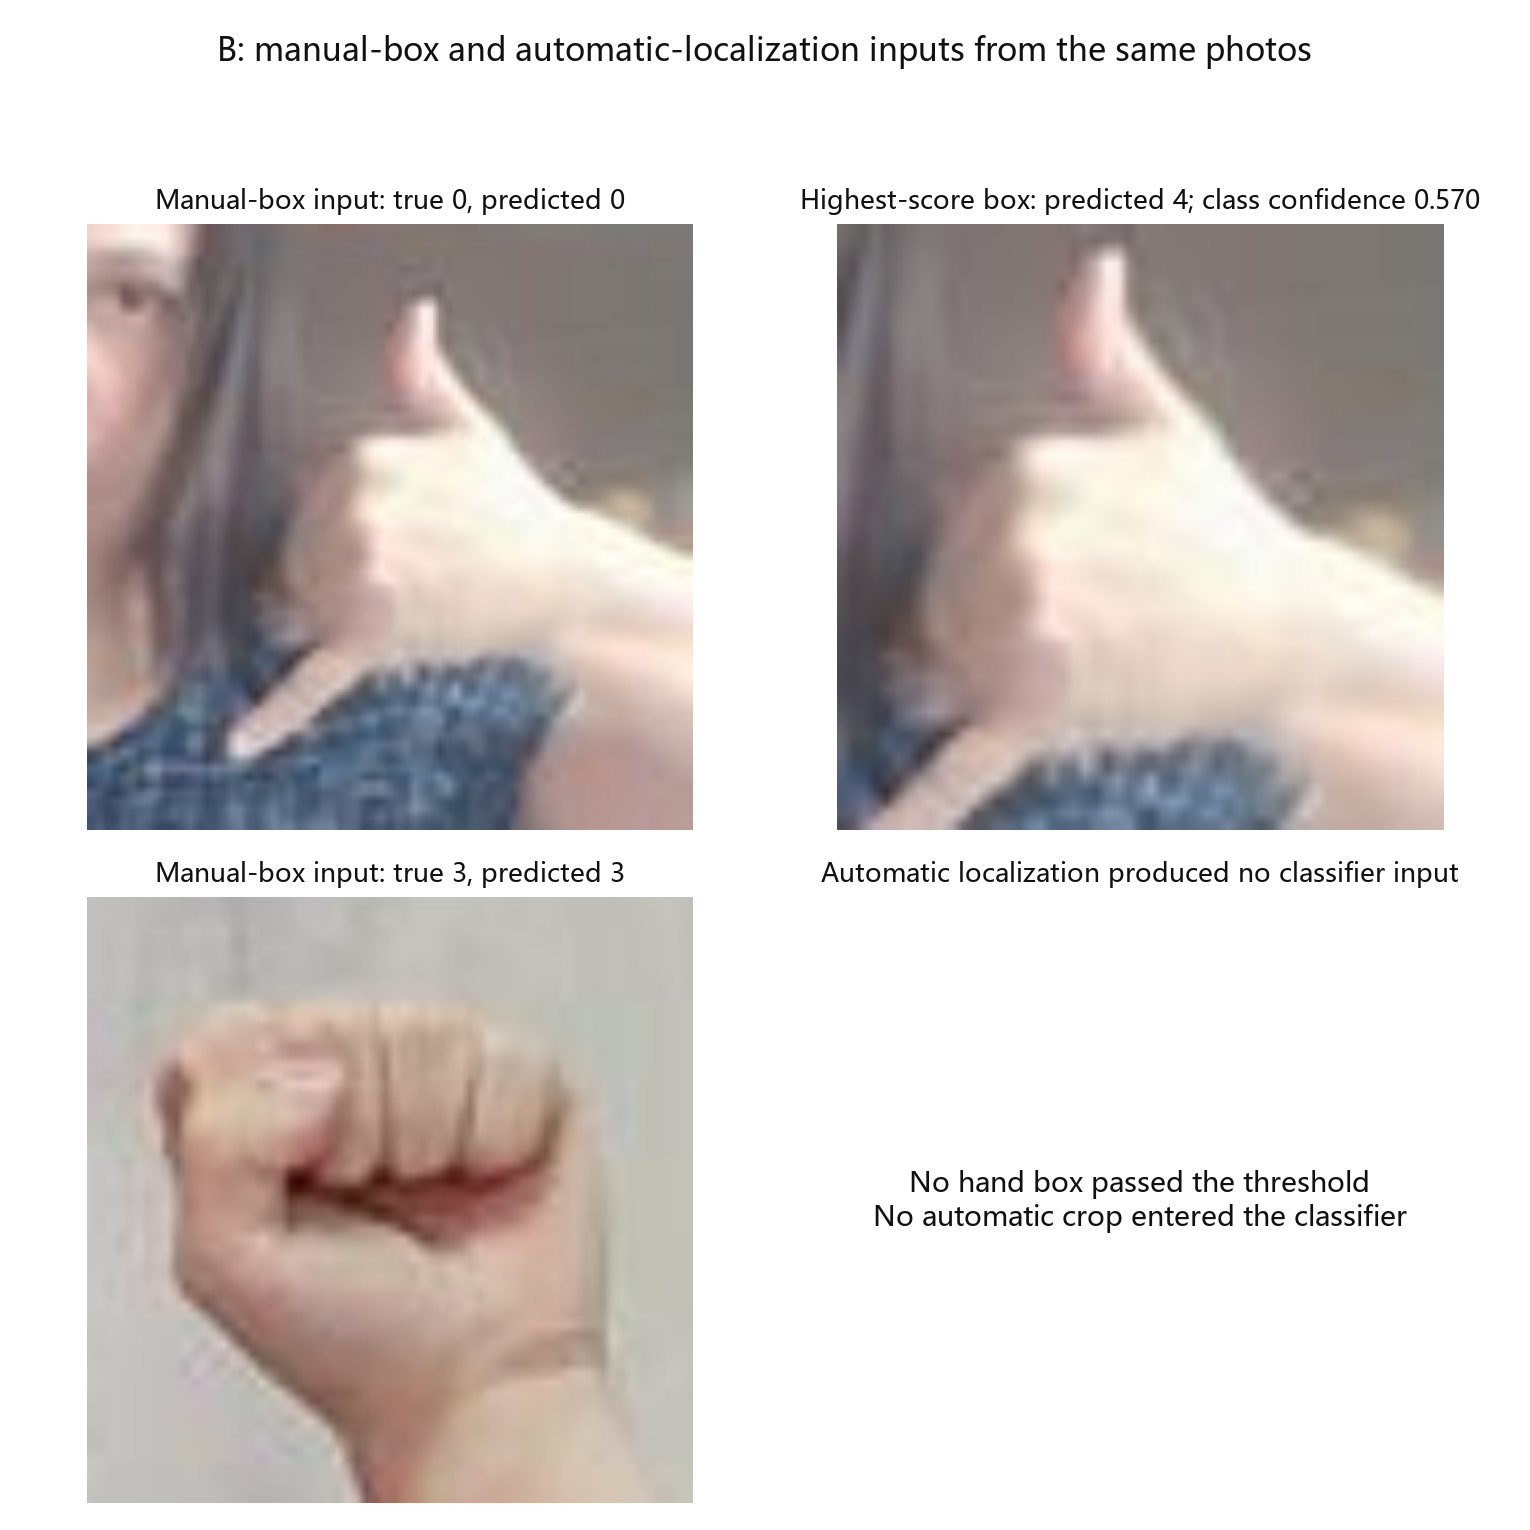 B: manual-box and automatic-localization inputs from the same photos
Manual-box input: true 0, predicted 0
Highest-score box: predicted 4; class confidence 0.570
Manual-box input: true 3, predicted 3
Automatic localization produced no classifier input
No hand box passed the threshold
No automatic crop entered the classifier